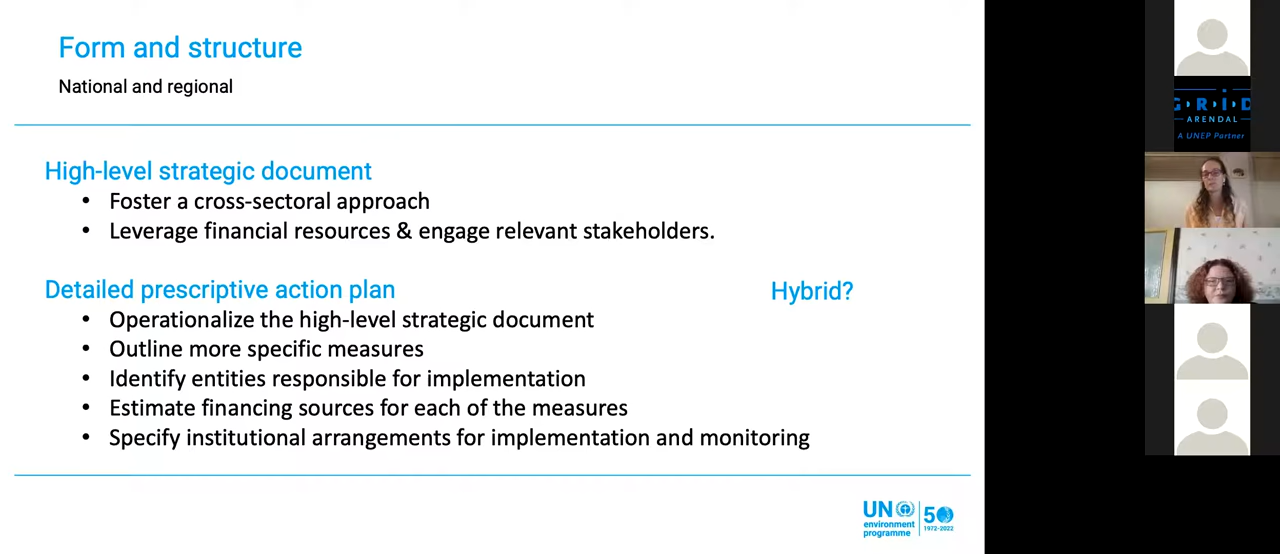 Form and structure
National and regional
High-level strategic document
• Foster a cross-sectoral approach
• Leverage financial resources & engage relevant stakeholders.
Detailed prescriptive action plan
Hybrid?
• Operationalize the high-level strategic document
• Outline more specific measures
• Identify entities responsible for implementation
• Estimate financing sources for each of the measures
• Specify institutional arrangements for implementation and monitoring
UN
environment
programme
50
1972-2022
GRID
ARENDAL
A UNEP Partner